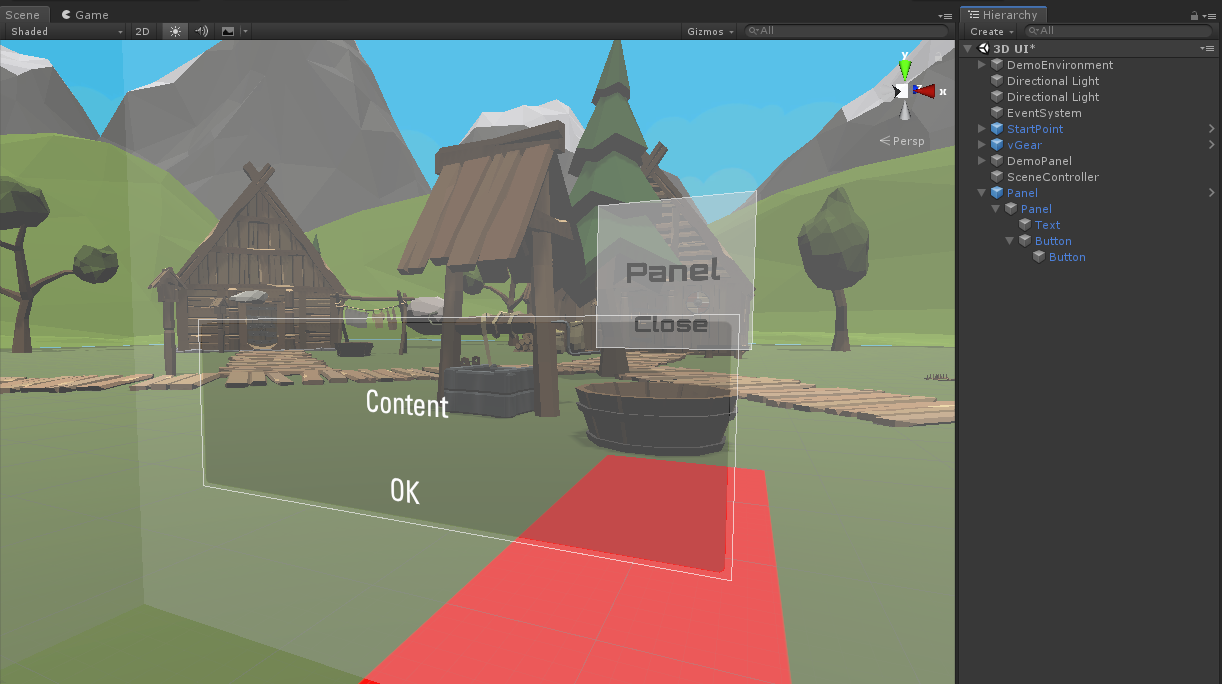 Scene
Game
Hierarchy
Shaded
2D
Gizmos
All
Create
All
3D UI*
DemoEnvironment
Directional Light
Directional Light
EventSystem
StartPoint
vGear
DemoPanel
SceneController
Panel
Panel
Text
Button
Button
y
z
x
Persp
Panel
Close
Content
OK